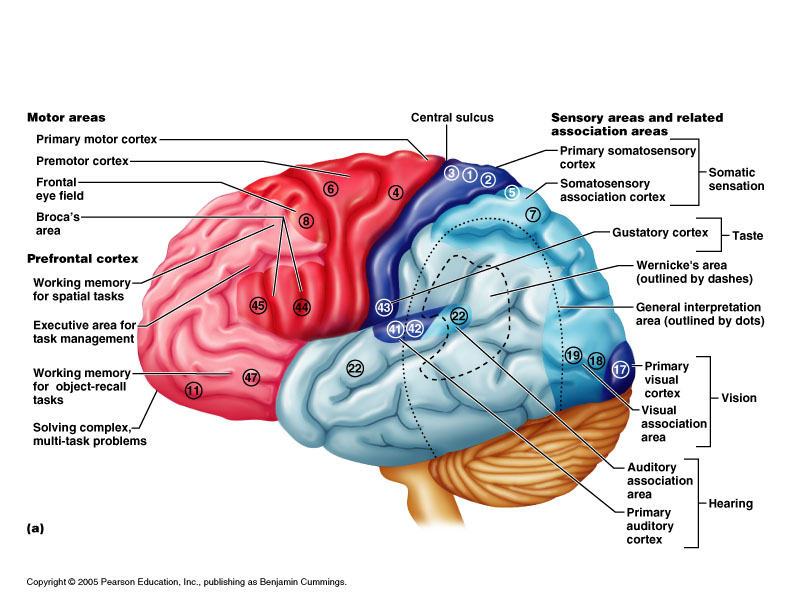 Motor areas
Primary motor cortex
Premotor cortex
Frontal
eye field
Broca's
area
Prefrontal cortex
Working memory
for spatial tasks
Executive area for
task management
Working memory
for object-recall
tasks
Solving complex,
multi-task problems
(a)
Central sulcus
Sensory areas and related
association areas
Primary somatosensory
cortex
Somatosensory
association cortex
Somatic
sensation
Gustatory cortex
Taste
Wernicke's area
(outlined by dashes)
General interpretation
area (outlined by dots)
Primary
visual
cortex
Visual
association
area
Vision
Auditory
association
area
Primary
auditory
cortex
Hearing
6
4
8
3
1
2
5
7
45
44
43
41
42
22
22
47
11
19
18
17
Copyright © 2005 Pearson Education, Inc., publishing as Benjamin Cummings.